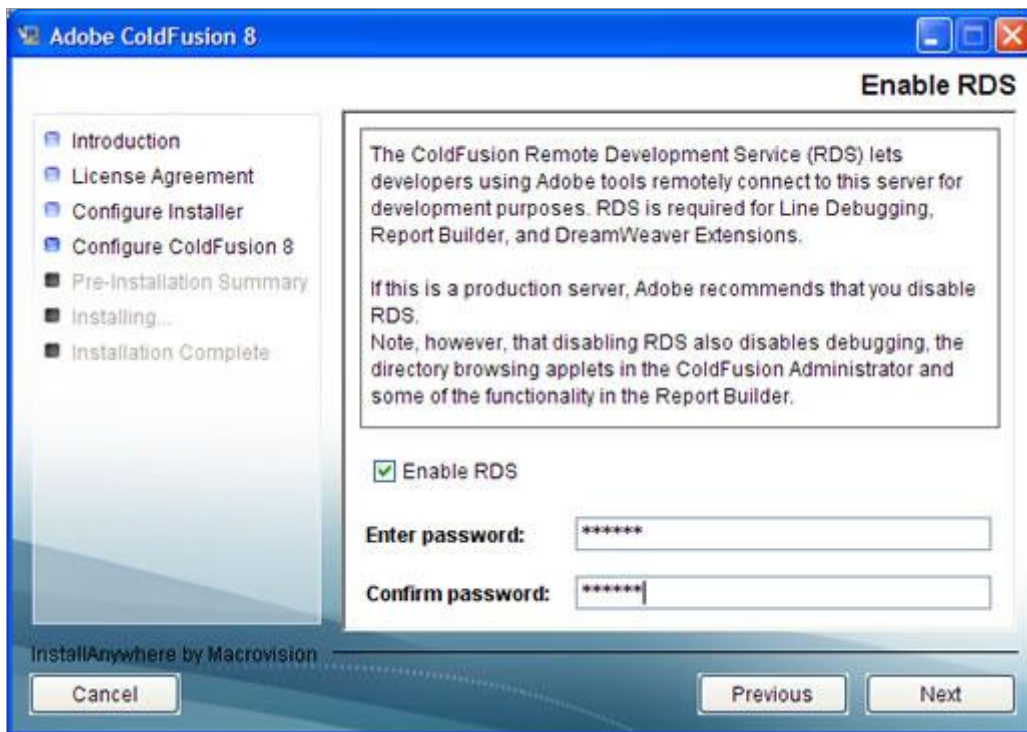 Adobe ColdFusion 8
Enable RDS
Introduction
License Agreement
Configure Installer
Configure ColdFusion 8
Pre-Installation Summary
Installing...
Installation Complete
The ColdFusion Remote Development Service (RDS) lets
developers using Adobe tools remotely connect to this server for
development purposes. RDS is required for Line Debugging,
Report Builder, and DreamWeaver Extensions.
If this is a production server, Adobe recommends that you disable
RDS.
Note, however, that disabling RDS also disables debugging, the
directory browsing applets in the ColdFusion Administrator and
some of the functionality in the Report Builder.
Enable RDS
Enter password: ******
Confirm password: ******
InstallAnywhere by Macrovision
Cancel
Previous
Next